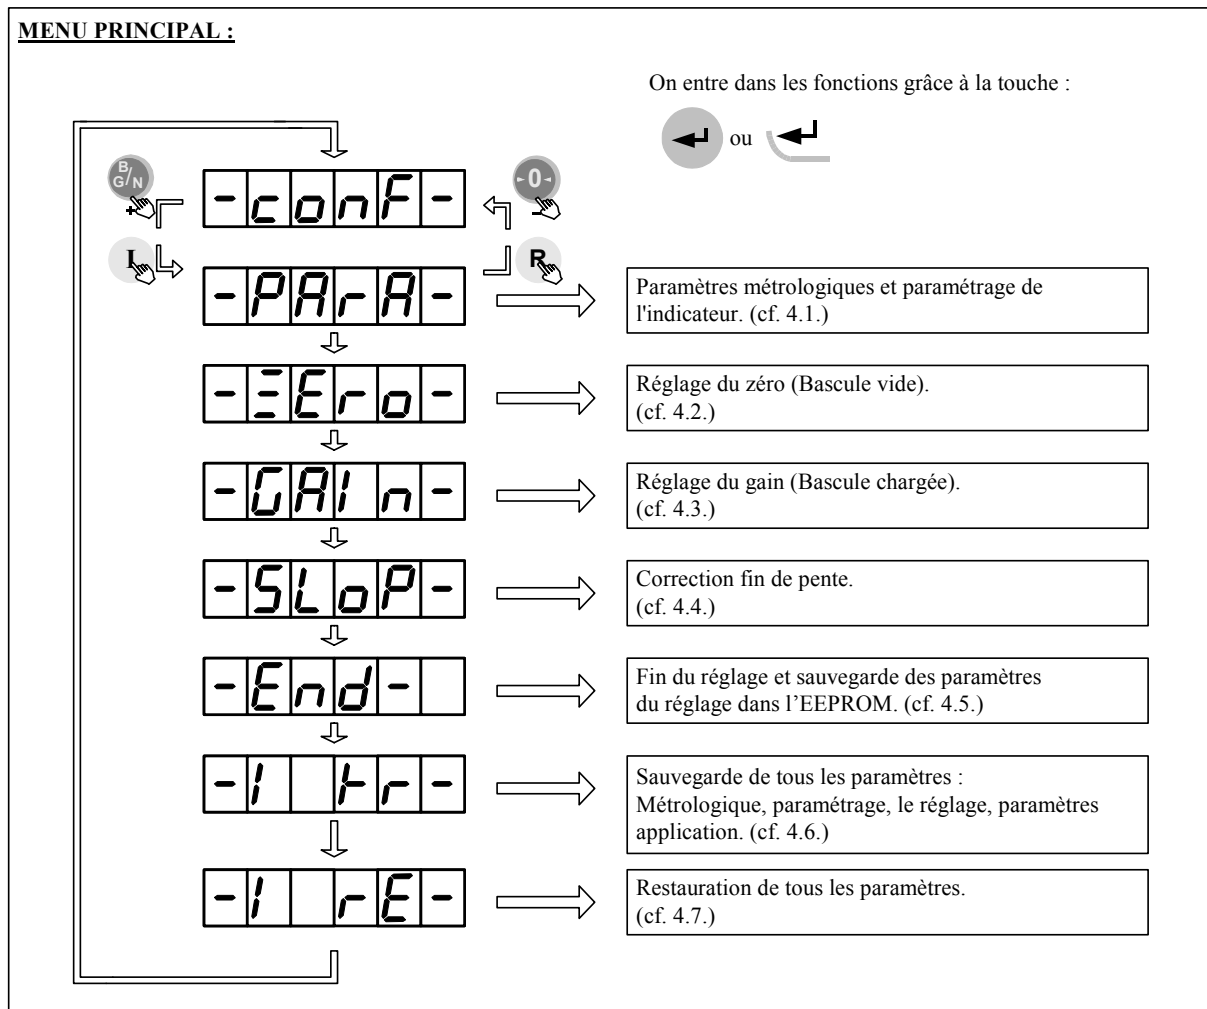 MENU PRINCIPAL :
On entre dans les fonctions grâce à la touche :
ou
B
G/N
+
-0-
-
-conF-
I
R
-PArA-
Paramètres métrologiques et paramétrage de
l'indicateur. (cf. 4.1.)
-ZEro-
Réglage du zéro (Bascule vide).
(cf. 4.2.)
-GAIn-
Réglage du gain (Bascule chargée).
(cf. 4.3.)
-SLoP-
Correction fin de pente.
(cf. 4.4.)
-End-
Fin du réglage et sauvegarde des paramètres
du réglage dans l’EEPROM. (cf. 4.5.)
-I tr-
Sauvegarde de tous les paramètres :
Métrologique, paramétrage, le réglage, paramètres
application. (cf. 4.6.)
-I rE-
Restauration de tous les paramètres.
(cf. 4.7.)